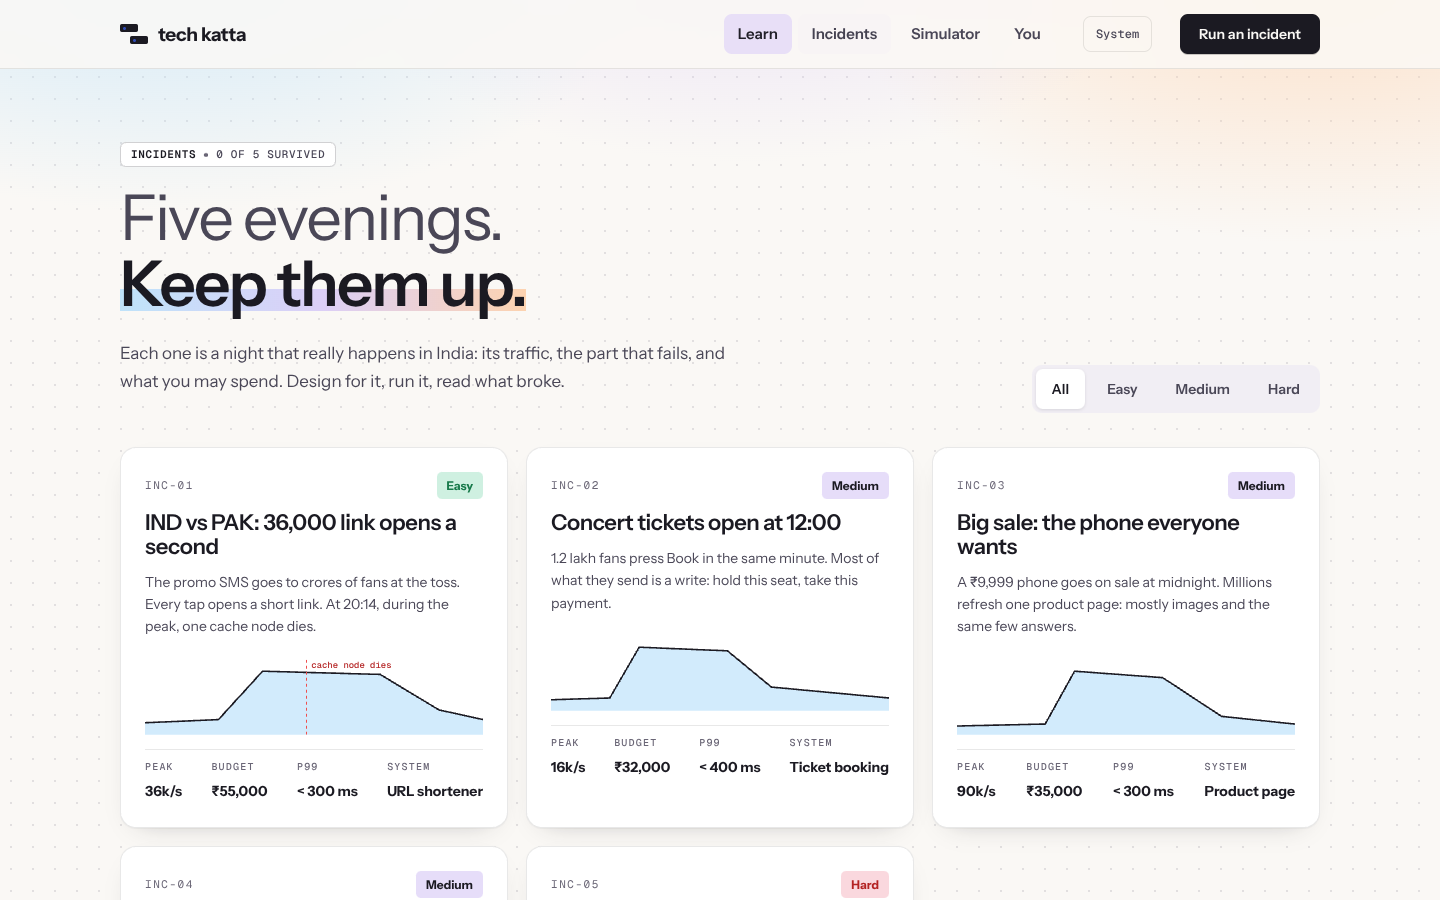 tech katta
Learn
Incidents
Simulator
You
System
Run an incident
INCIDENTS • 0 OF 5 SURVIVED
Five evenings.
Keep them up.
Each one is a night that really happens in India: its traffic, the part that fails, and
what you may spend. Design for it, run it, read what broke.
All
Easy
Medium
Hard
INC-01
Easy
IND vs PAK: 36,000 link opens a
second
The promo SMS goes to crores of fans at the toss.
Every tap opens a short link. At 20:14, during the
peak, one cache node dies.
cache node dies
PEAK
BUDGET
P99
SYSTEM
36k/s
₹55,000
< 300 ms
URL shortener
INC-02
Medium
Concert tickets open at 12:00
1.2 lakh fans press Book in the same minute. Most of
what they send is a write: hold this seat, take this
payment.
PEAK
BUDGET
P99
SYSTEM
16k/s
₹32,000
< 400 ms
Ticket booking
INC-03
Medium
Big sale: the phone everyone
wants
A ₹9,999 phone goes on sale at midnight. Millions
refresh one product page: mostly images and the
same few answers.
PEAK
BUDGET
P99
SYSTEM
90k/s
₹35,000
< 300 ms
Product page
INC-04
Medium
INC-05
Hard